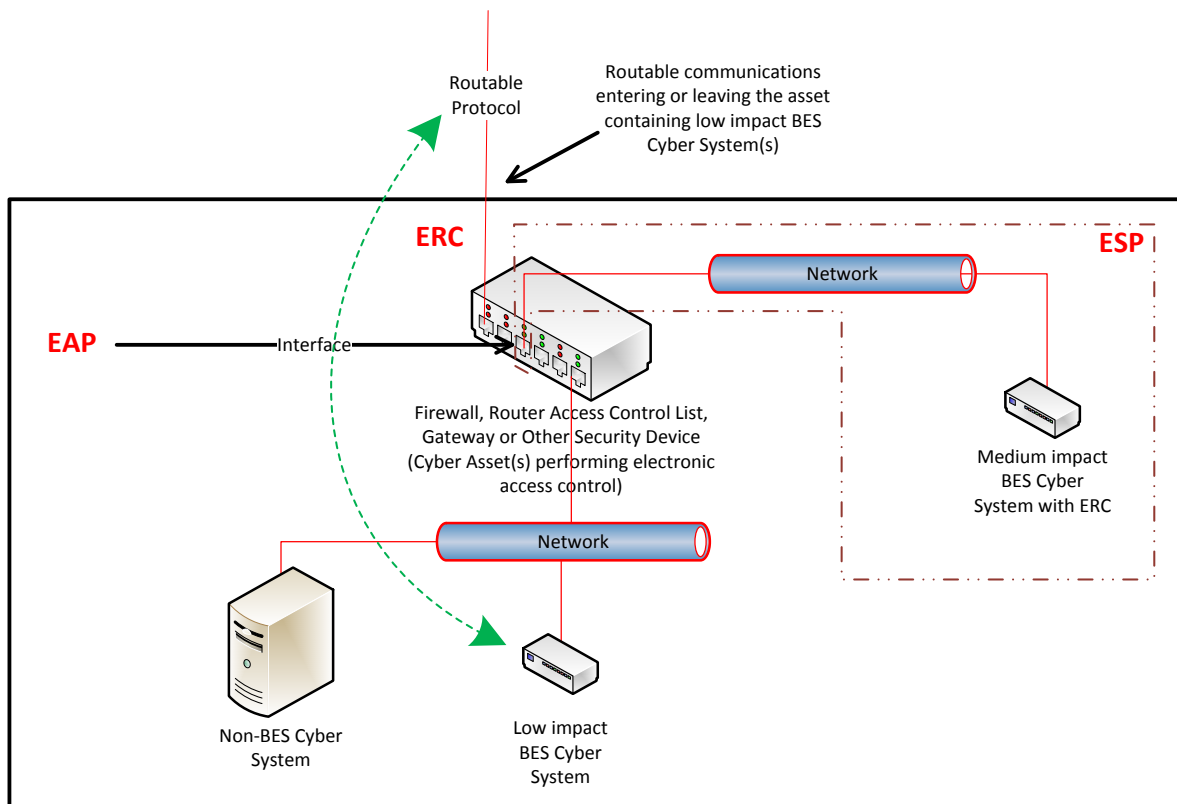 Routable
Protocol
Routable communications
entering or leaving the asset
containing low impact BES
Cyber System(s)
ERC
ESP
Network
EAP
Interface
Firewall, Router Access Control List,
Gateway or Other Security Device
(Cyber Asset(s) performing electronic
access control)
Medium impact
BES Cyber
System with ERC
Network
Non-BES Cyber
System
Low impact
BES Cyber
System